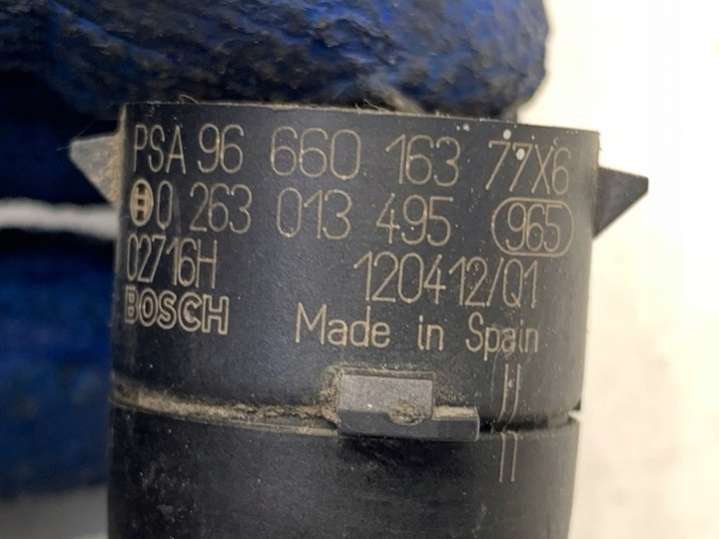 PSA 96 660 163 77X6
0 263 013 495 965
02716H 120412/Q1
BOSCH Made in Spain